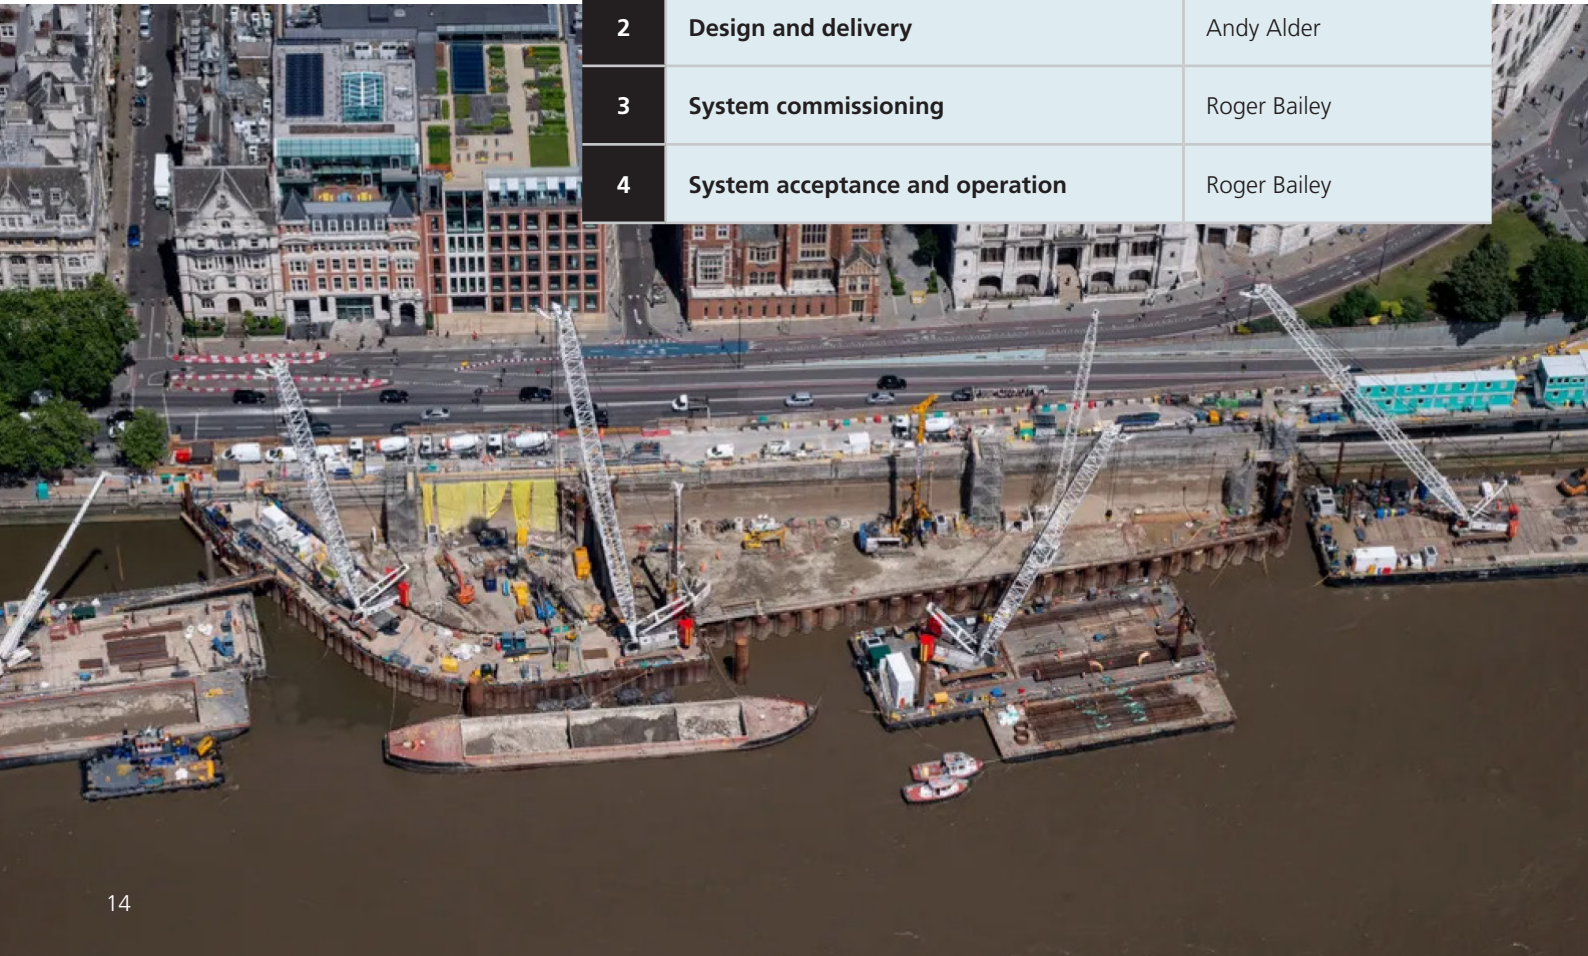 2 Design and delivery Andy Alder
3 System commissioning Roger Bailey
4 System acceptance and operation Roger Bailey
14